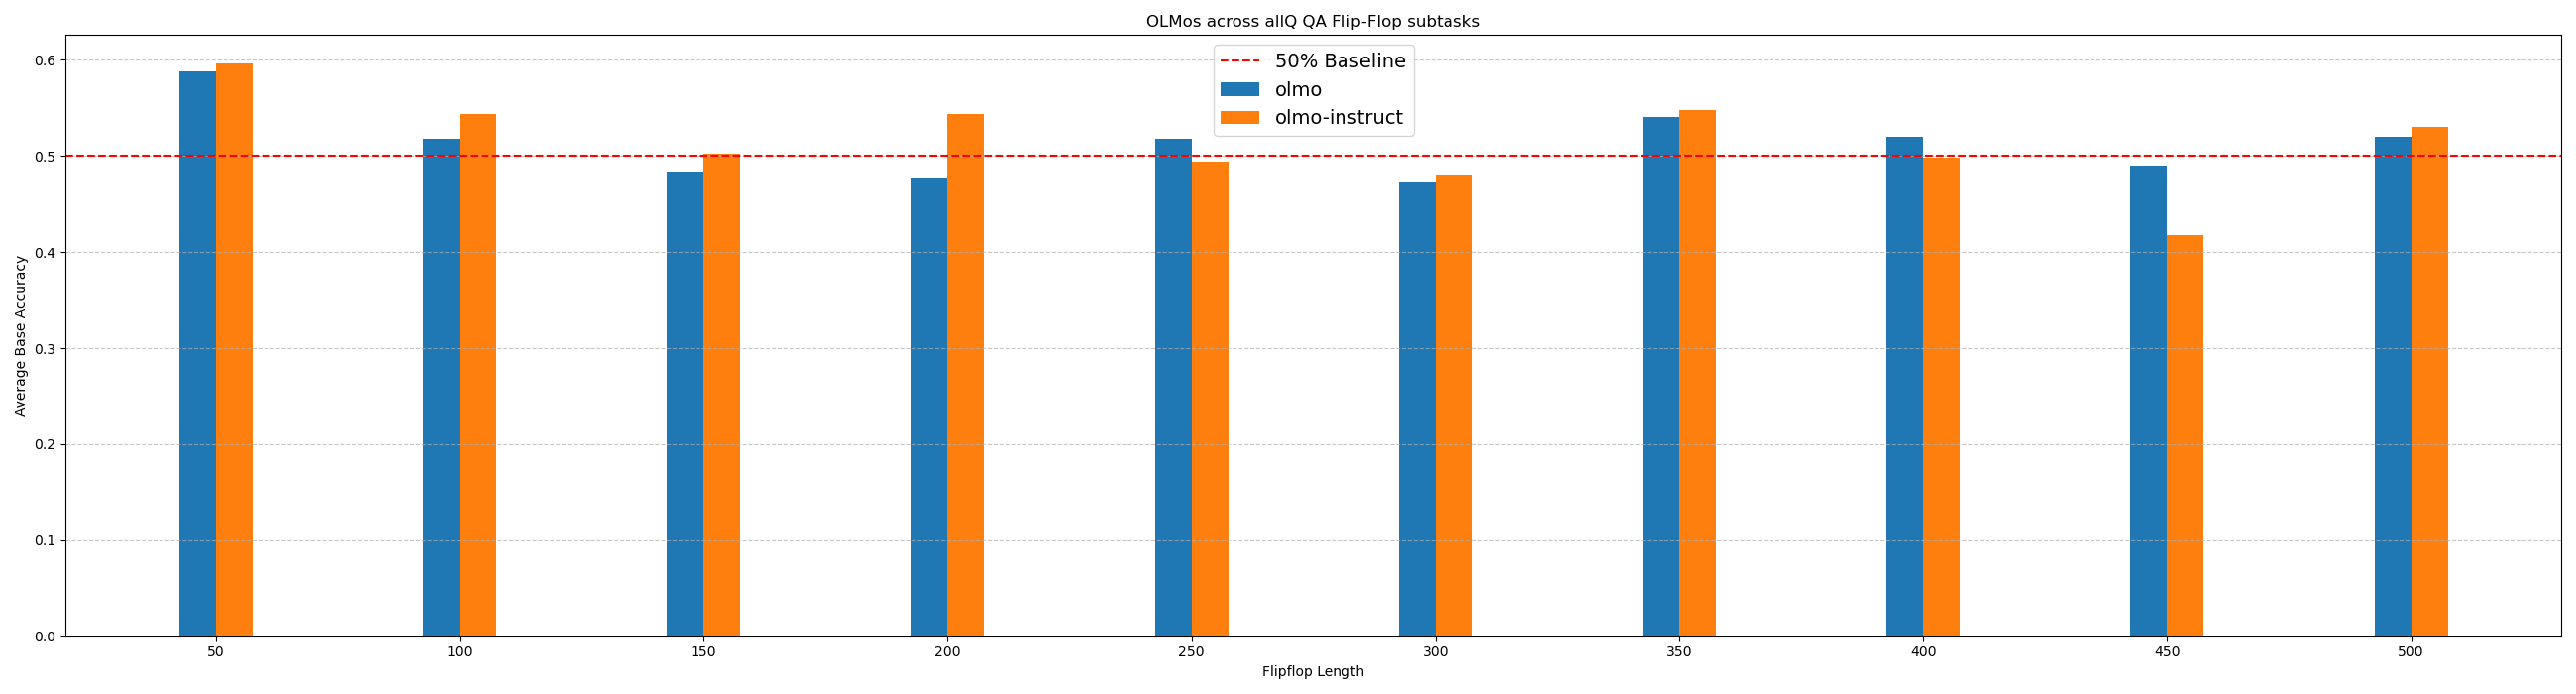 OLMos across allQ QA Flip-Flop subtasks
50% Baseline
olmo
olmo-instruct
Average Base Accuracy
0.6
0.5
0.4
0.3
0.2
0.1
0.0
50 100 150 200 250 300 350 400 450 500
Flipflop Length